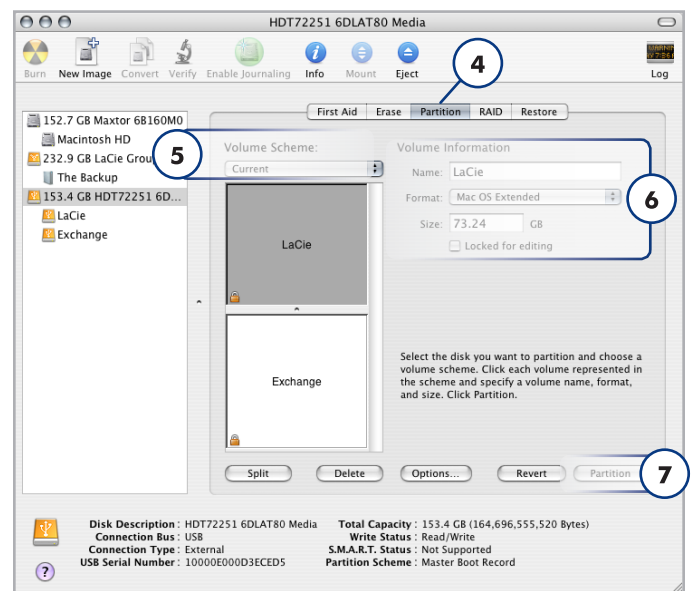 HDT72251 6DLAT80 Media
Burn New Image Convert Verify Enable Journaling Info Mount Eject Log
4
First Aid Erase Partition RAID Restore
152.7 GB Maxtor 6B160M0
Macintosh HD
232.9 GB LaCie Grou
The Backup
153.4 GB HDT72251 6D...
LaCie
Exchange
5
Volume Scheme:
Current
LaCie
Exchange
Volume Information
Name: LaCie
Format: Mac OS Extended
Size: 73.24 GB
Locked for editing
6
Select the disk you want to partition and choose a
volume scheme. Click each volume represented in
the scheme and specify a volume name, format,
and size. Click Partition.
Split Delete Options... Revert Partition
7
Disk Description : HDT72251 6DLAT80 Media
Connection Bus : USB
Connection Type : External
USB Serial Number : 10000E000D3ECED5
Total Capacity : 153.4 GB (164,696,555,520 Bytes)
Write Status : Read/Write
S.M.A.R.T. Status : Not Supported
Partition Scheme : Master Boot Record
?